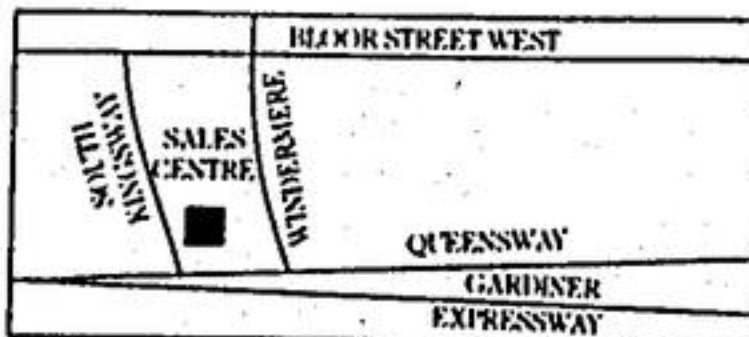 BLOOR STREET WEST
SOUTH
KINGSWAY
SALES
CENTRE
WINDERMERE
QUEENSWAY
GARDINER
EXPRESSWAY